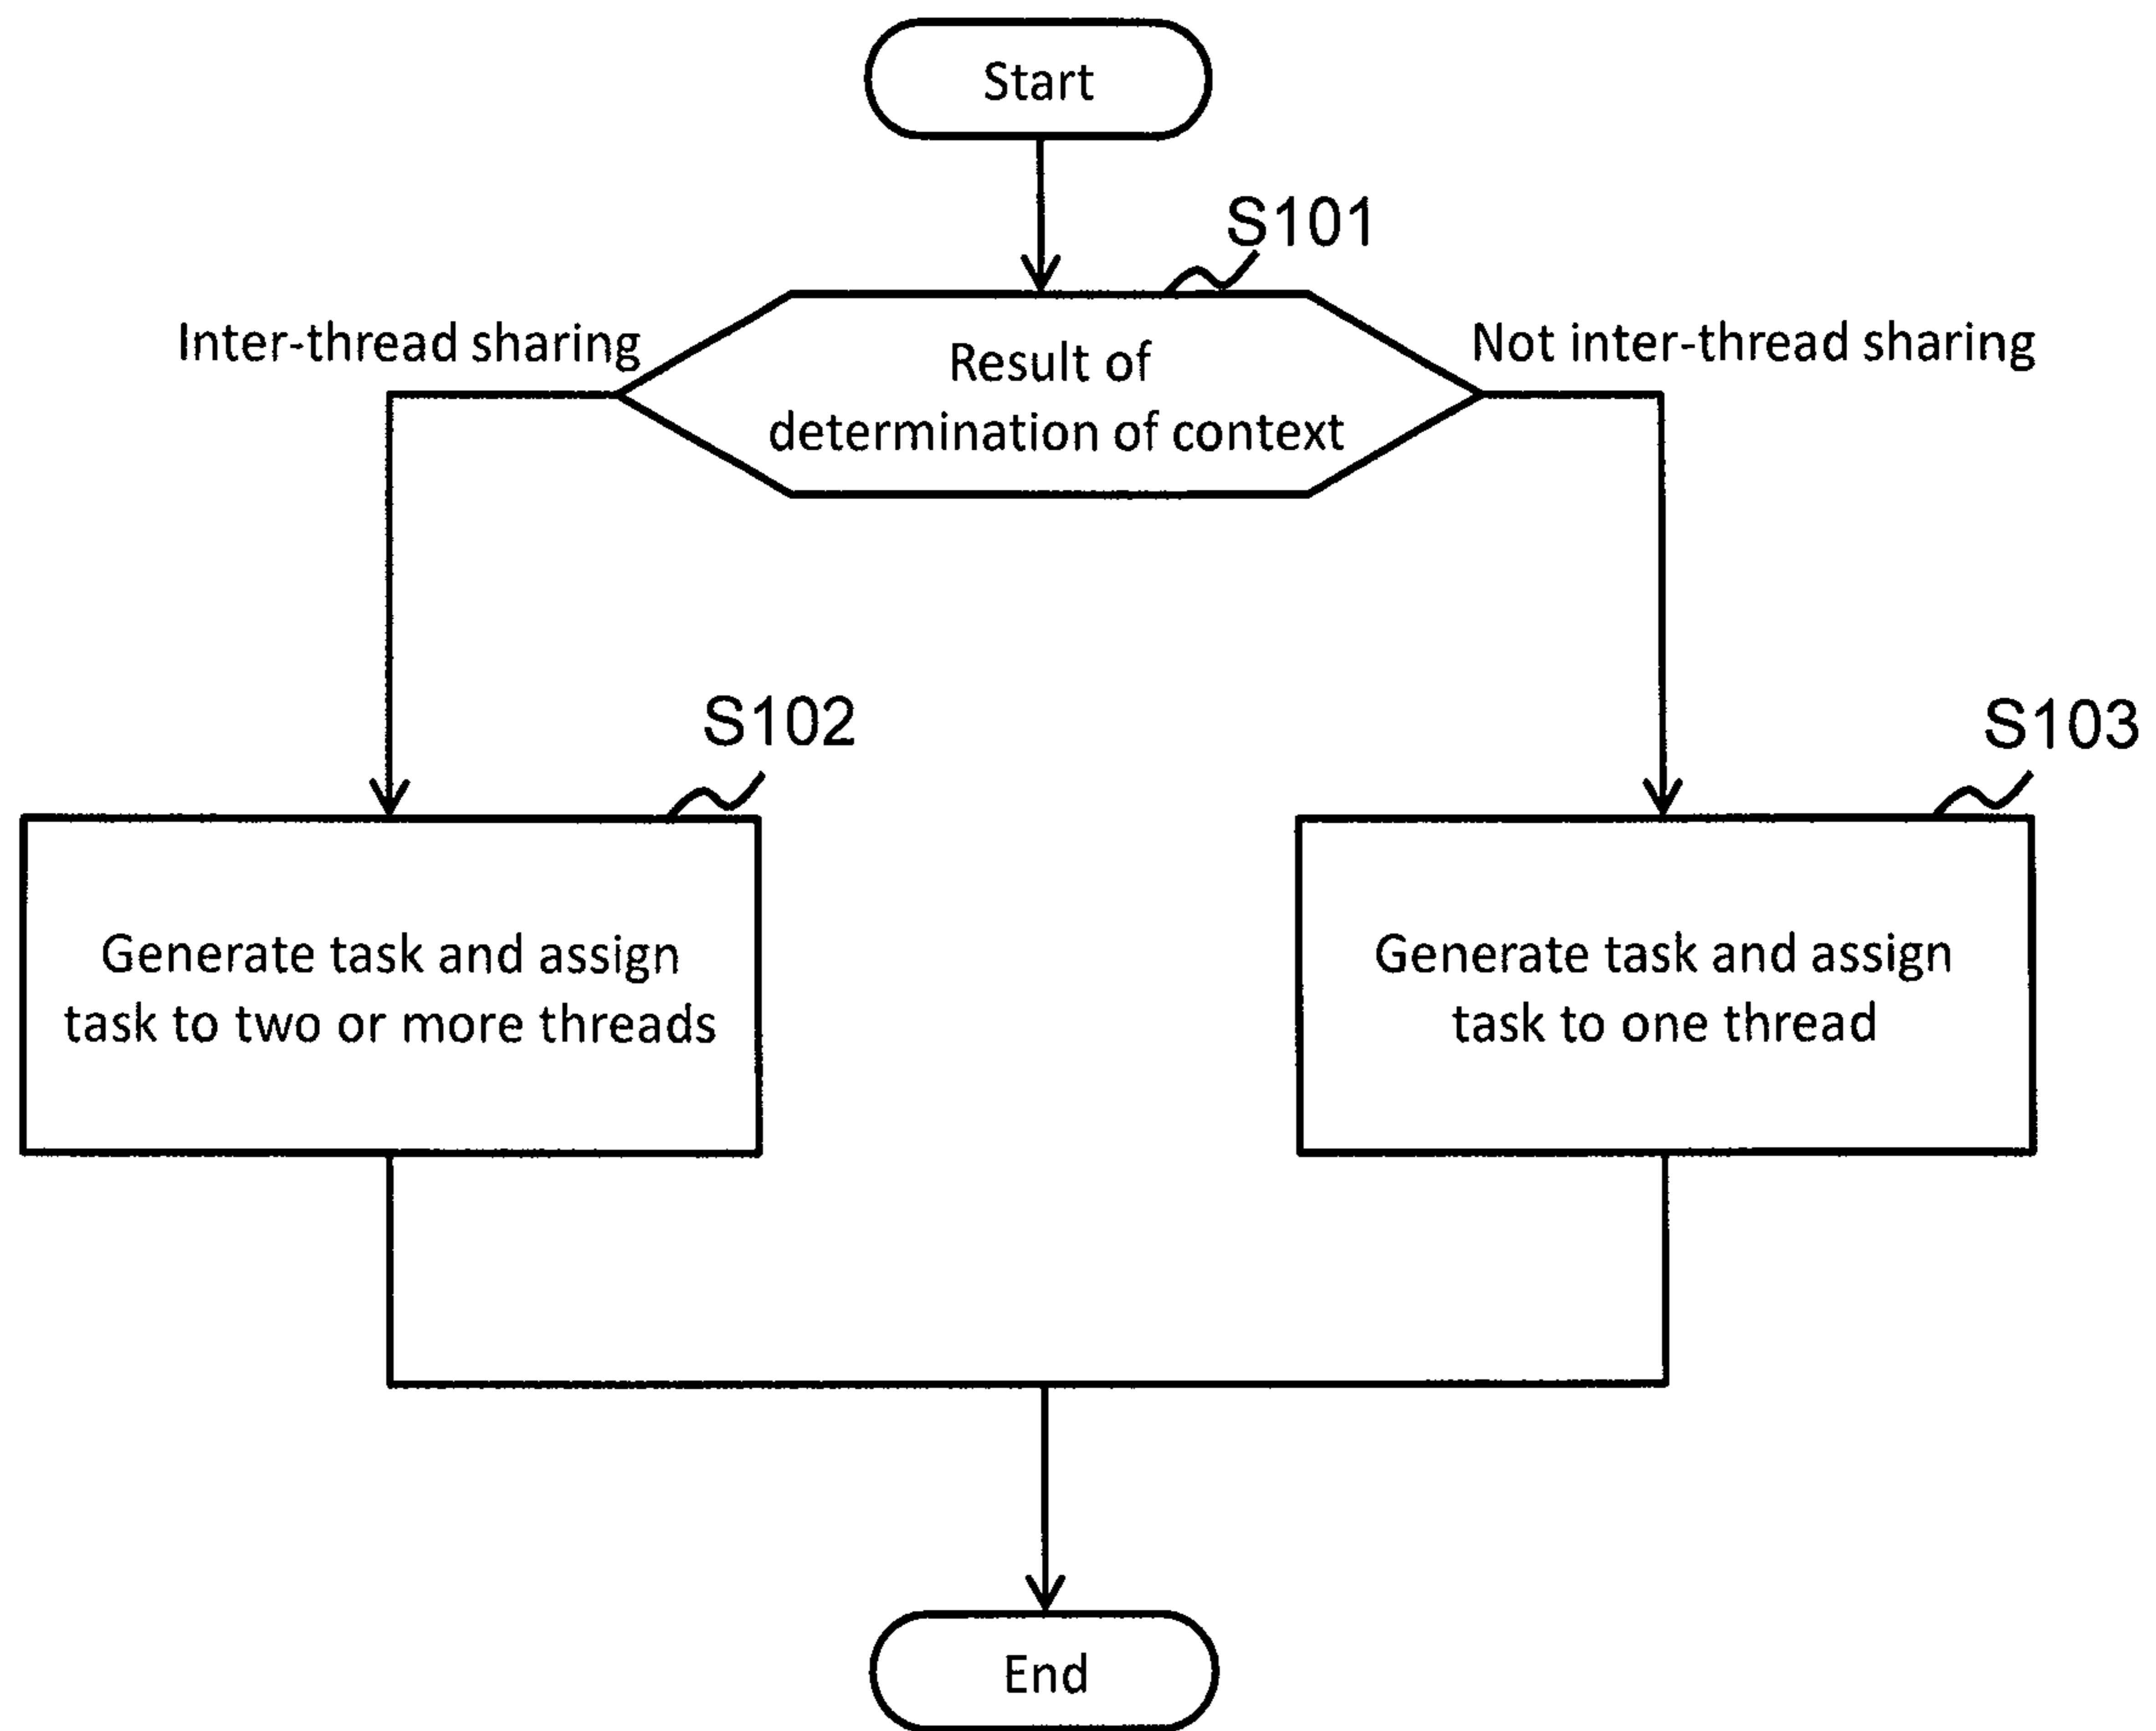 Start
S101
Inter-thread sharing
Result of
determination of context
Not inter-thread sharing
S102
S103
Generate task and assign
task to two or more threads
Generate task and assign
task to one thread
End